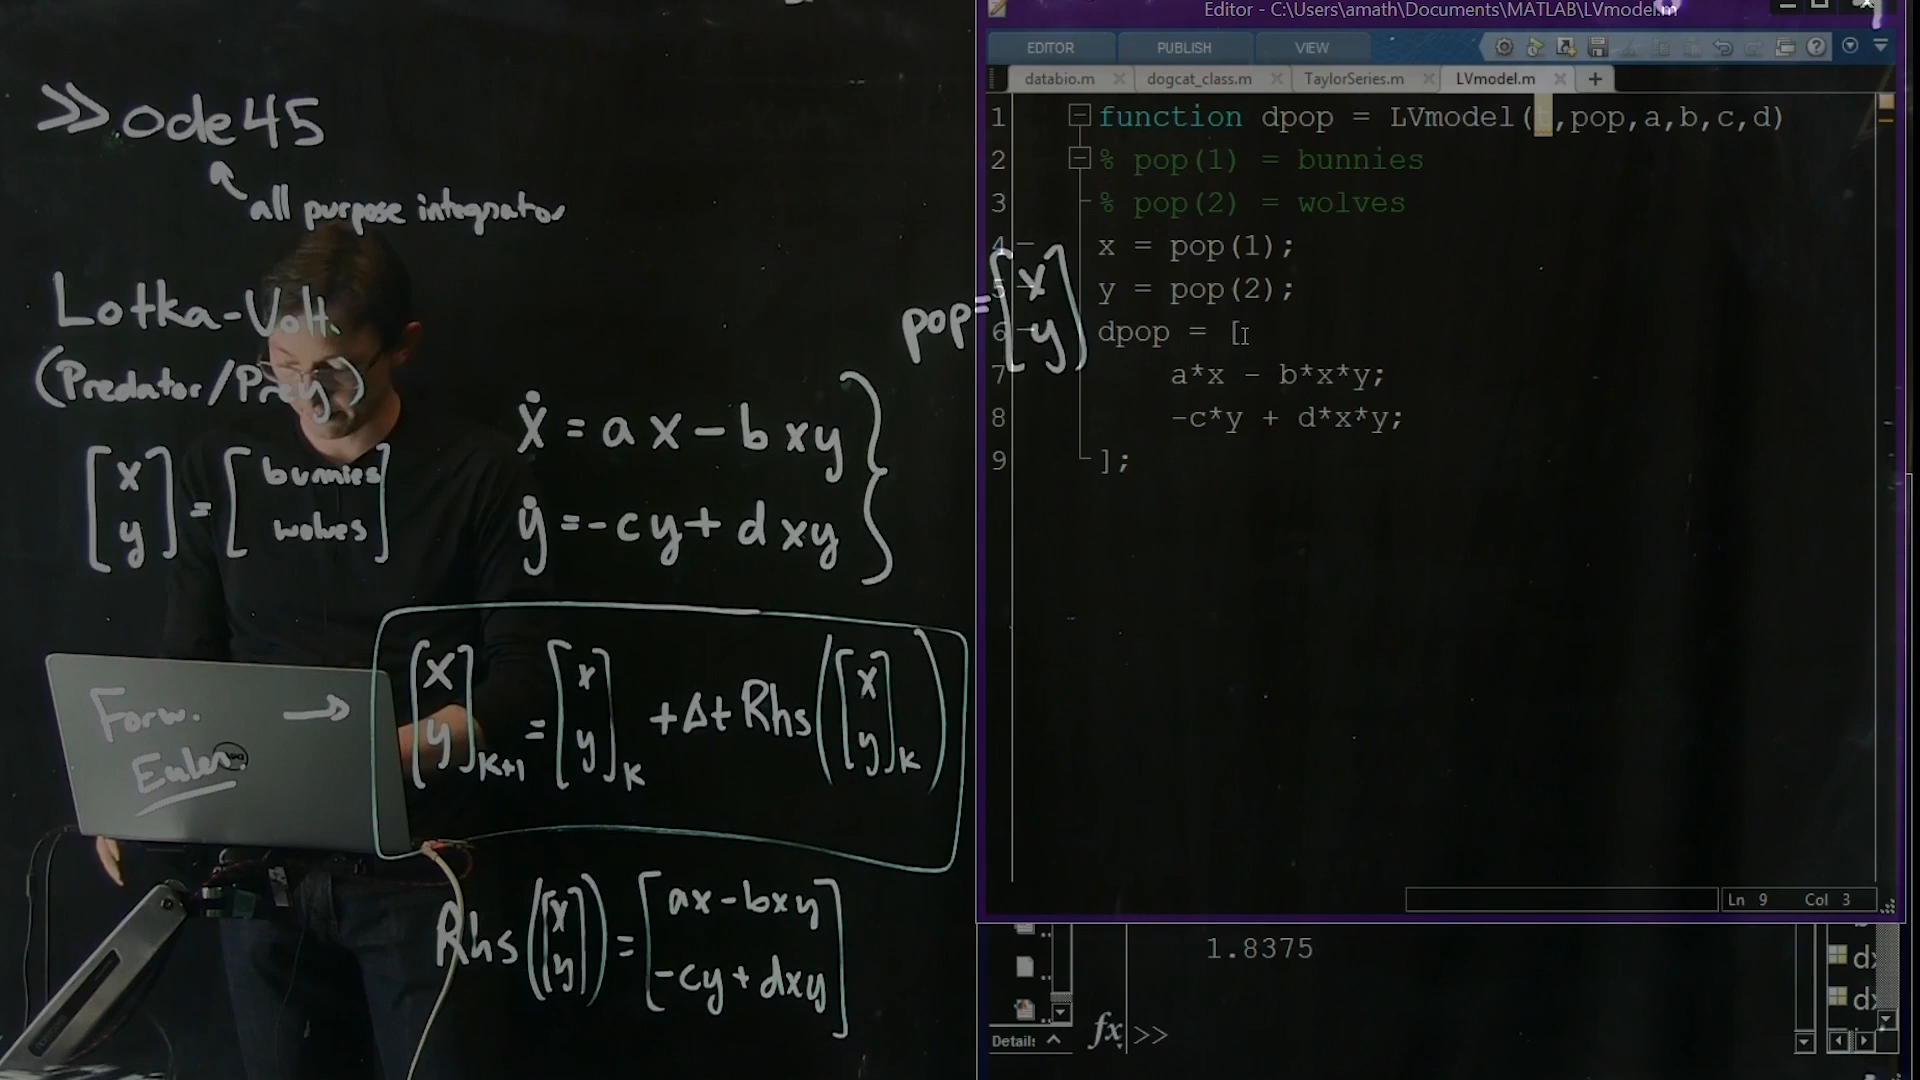 >> ode45
all purpose integrator
Lotka-Volt.
(Predator/Prey)
[x y] = [bunnies wolves]
ẋ = ax - bxy
ẏ = -cy + dxy
pop = [x y]
Forw. Euler →
[x y]k+1 = [x y]k + Δt Rhs([x y]k)
Rhs([x y]) = [ax - bxy -cy + dxy]
Editor - C:\Users\amath\Documents\MATLAB\LVmodel.m
EDITOR PUBLISH VIEW
databio.m dogcat_class.m TaylorSeries.m LVmodel.m
1 function dpop = LVmodel(t,pop,a,b,c,d)
2 % pop(1) = bunnies
3 % pop(2) = wolves
4 x = pop(1);
5 y = pop(2);
6 dpop = [
7 a*x - b*x*y;
8 -c*y + d*x*y;
9 ];
Ln 9 Col 3
1.8375
dx
dx
Details
fx >>